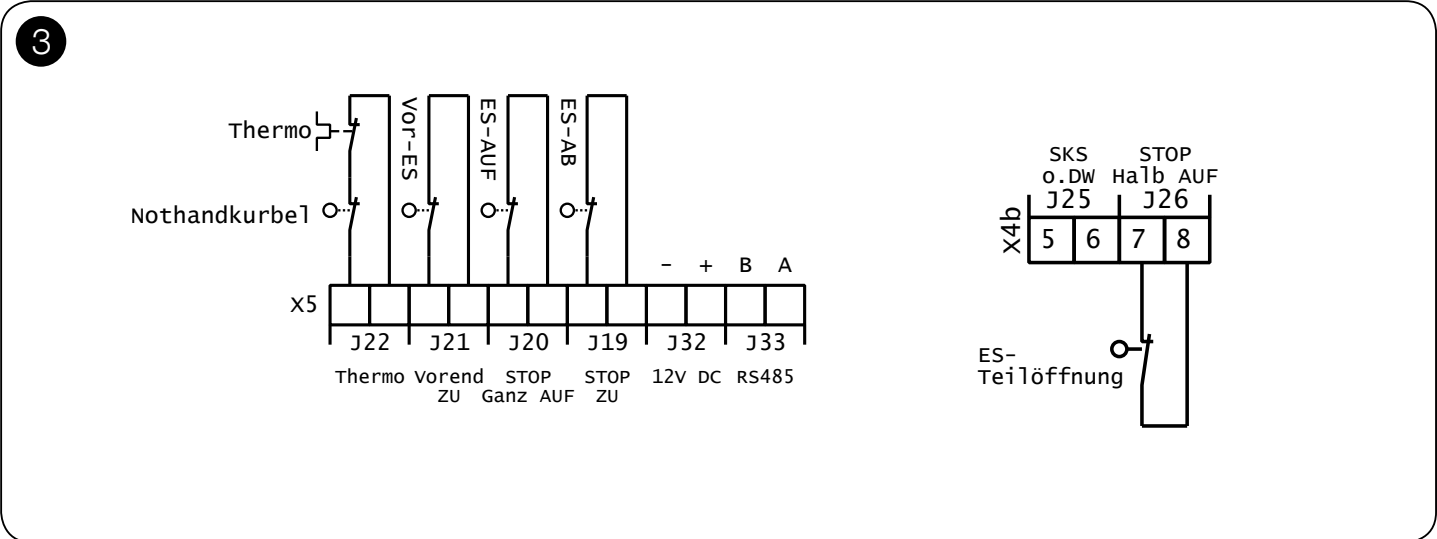 3
Thermo
Nothandkurbel
Vor-ES
ES-AUF
ES-AB
- + B A
X5
J22 J21 J20 J19 J32 J33
Thermo Vorend STOP STOP 12V DC RS485
ZU Ganz AUF ZU
SKS STOP
o.DW Halb AUF
J25 J26
X4b
5 6 7 8
ES-
Teilöffnung